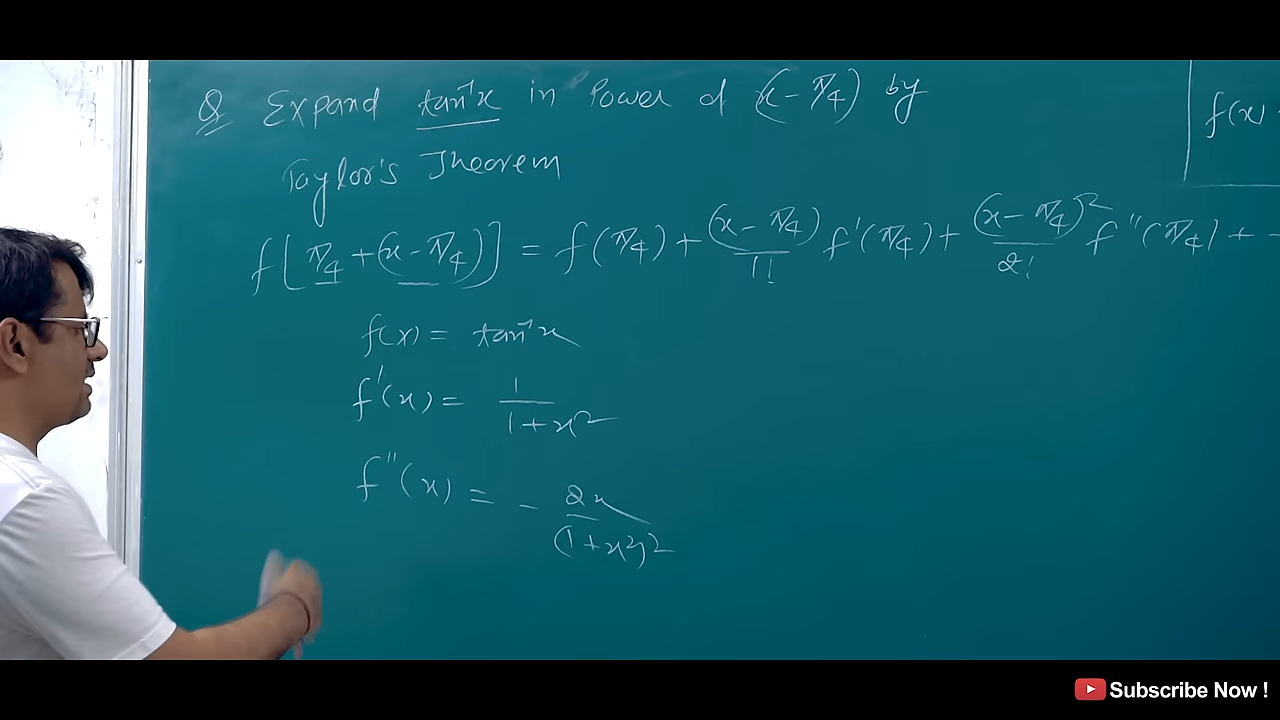 Q Expand tan⁻¹x in Power of (x - π/4) by
Taylor's Theorem
f(x)
f[π/4 + (x - π/4)] = f(π/4) + (x - π/4)/1! f'(π/4) + (x - π/4)²/2! f''(π/4) + -
f(x) = tan⁻¹x
f'(x) = 1/(1+x²)
f''(x) = - 2x/(1+x²)²
Subscribe Now !